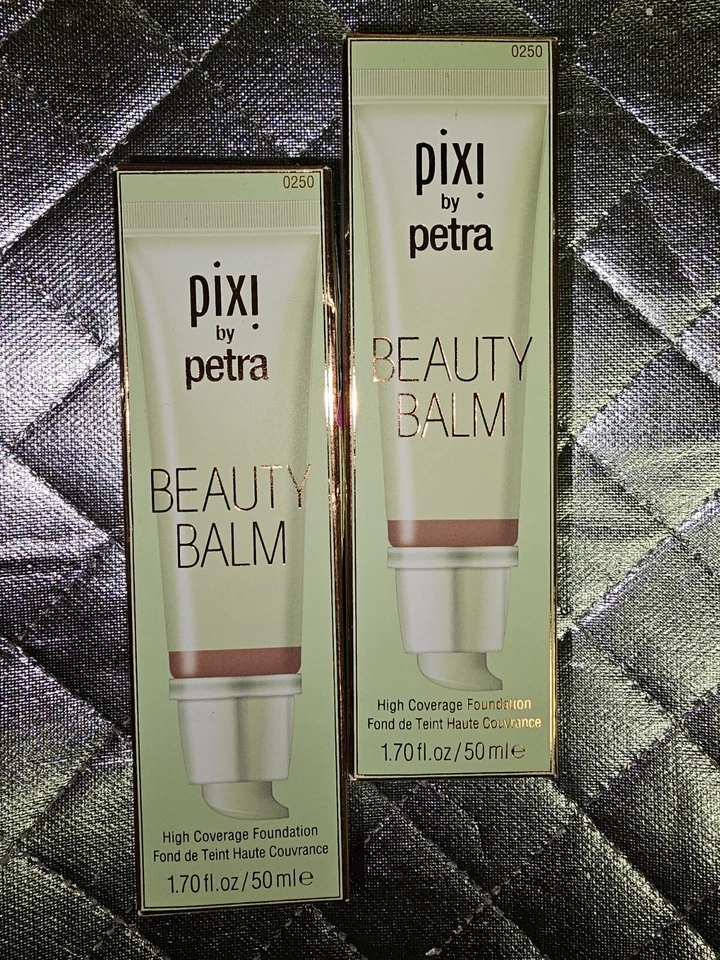 0250
pixi
by
petra
BEAUTY
BALM
High Coverage Foundation
Fond de Teint Haute Couvrance
1.70 fl.oz/50 ml℮
0250
pixi
by
petra
BEAUTY
BALM
High Coverage Foundation
Fond de Teint Haute Couvrance
1.70 fl.oz/50 ml℮